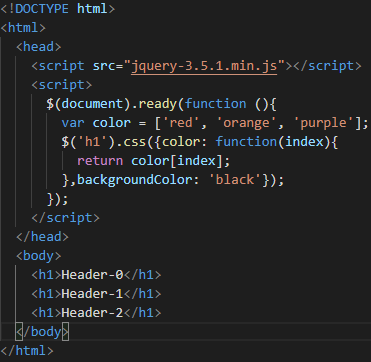 <!DOCTYPE html>
<html>
<head>
<script src="jquery-3.5.1.min.js"></script>
<script>
$(document).ready(function (){
var color = ['red', 'orange', 'purple'];
$('h1').css({color: function(index){
return color[index];
},backgroundColor: 'black'});
});
</script>
</head>
<body>
<h1>Header-0</h1>
<h1>Header-1</h1>
<h1>Header-2</h1>
</body>
</html>